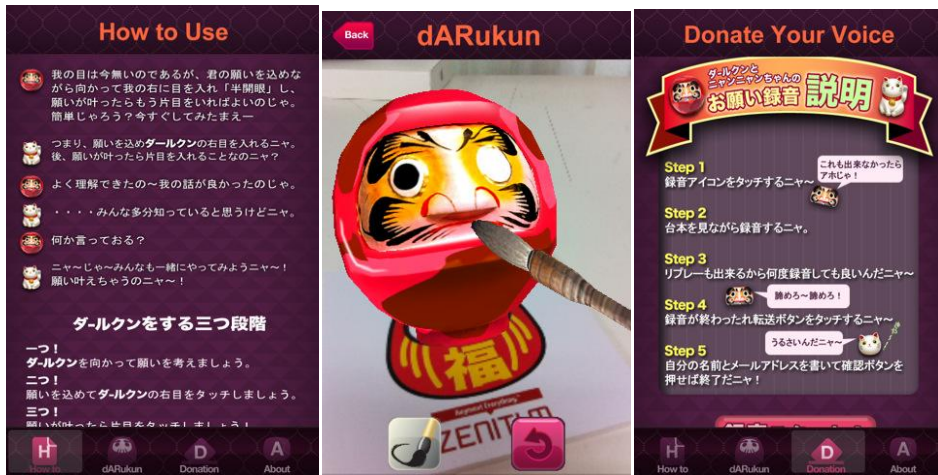 How to Use
我の目は今無いのであるが、君の願いを込めな
がら向かって我の右に目を入れ「半開眼」し、
願いが叶ったらもう片目をいればよいのじゃ。
簡単じゃろう？今すぐしてみたまえー
つまり、願いを込めダールクンの右目を入れるニャ。
後、願いが叶ったら片目を入れることなのニャ？
よく理解できたの〜我の話が良かったのじゃ。
・・・・みんな多分知っていると思うけどニャ。
何か言っておる？
ニャ〜じゃ〜みんなも一緒にやってみようニャ〜！
願い叶えちゃうのニャ〜！
ダールクンをする三つ段階
一つ！
ダールクンを向かって願いを考えましょう。
二つ！
願いを込めてダールクンの右目をタッチしましょう。
三つ！
願いが叶ったら片目をタッチしましょう！
How to
dARukun
Donation
About
Back
dARukun
福
Augment Everything.
ZENITUM
Donate Your Voice
ダールクンと
ニャンニャンちゃんの
お願い録音 説明
Step 1
録音アイコンをタッチするニャ〜
これも出来なかったら
アホじゃ！
Step 2
台本を見ながら録音するニャ。
Step 3
リプレーも出来るから何度録音しても良いんだニャ〜
諦めろ〜諦めろ！
Step 4
録音が終わったれ転送ボタンをタッチするニャ〜
うるさいんだニャ〜
Step 5
自分の名前とメールアドレスを書いて確認ボタンを
押せば終了だニャ！
How to
dARukun
Donation
About